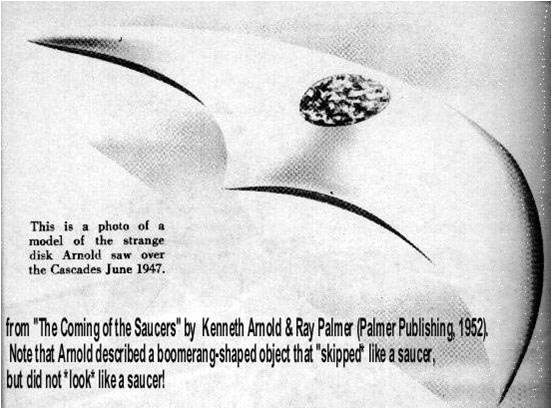 This is a photo of a
model of the strange
disk Arnold saw over
the Cascades June 1947.
from "The Coming of the Saucers" by Kenneth Arnold & Ray Palmer (Palmer Publishing, 1952).
Note that Arnold described a boomerang-shaped object that "skipped" like a saucer,
but did not *look* like a saucer!